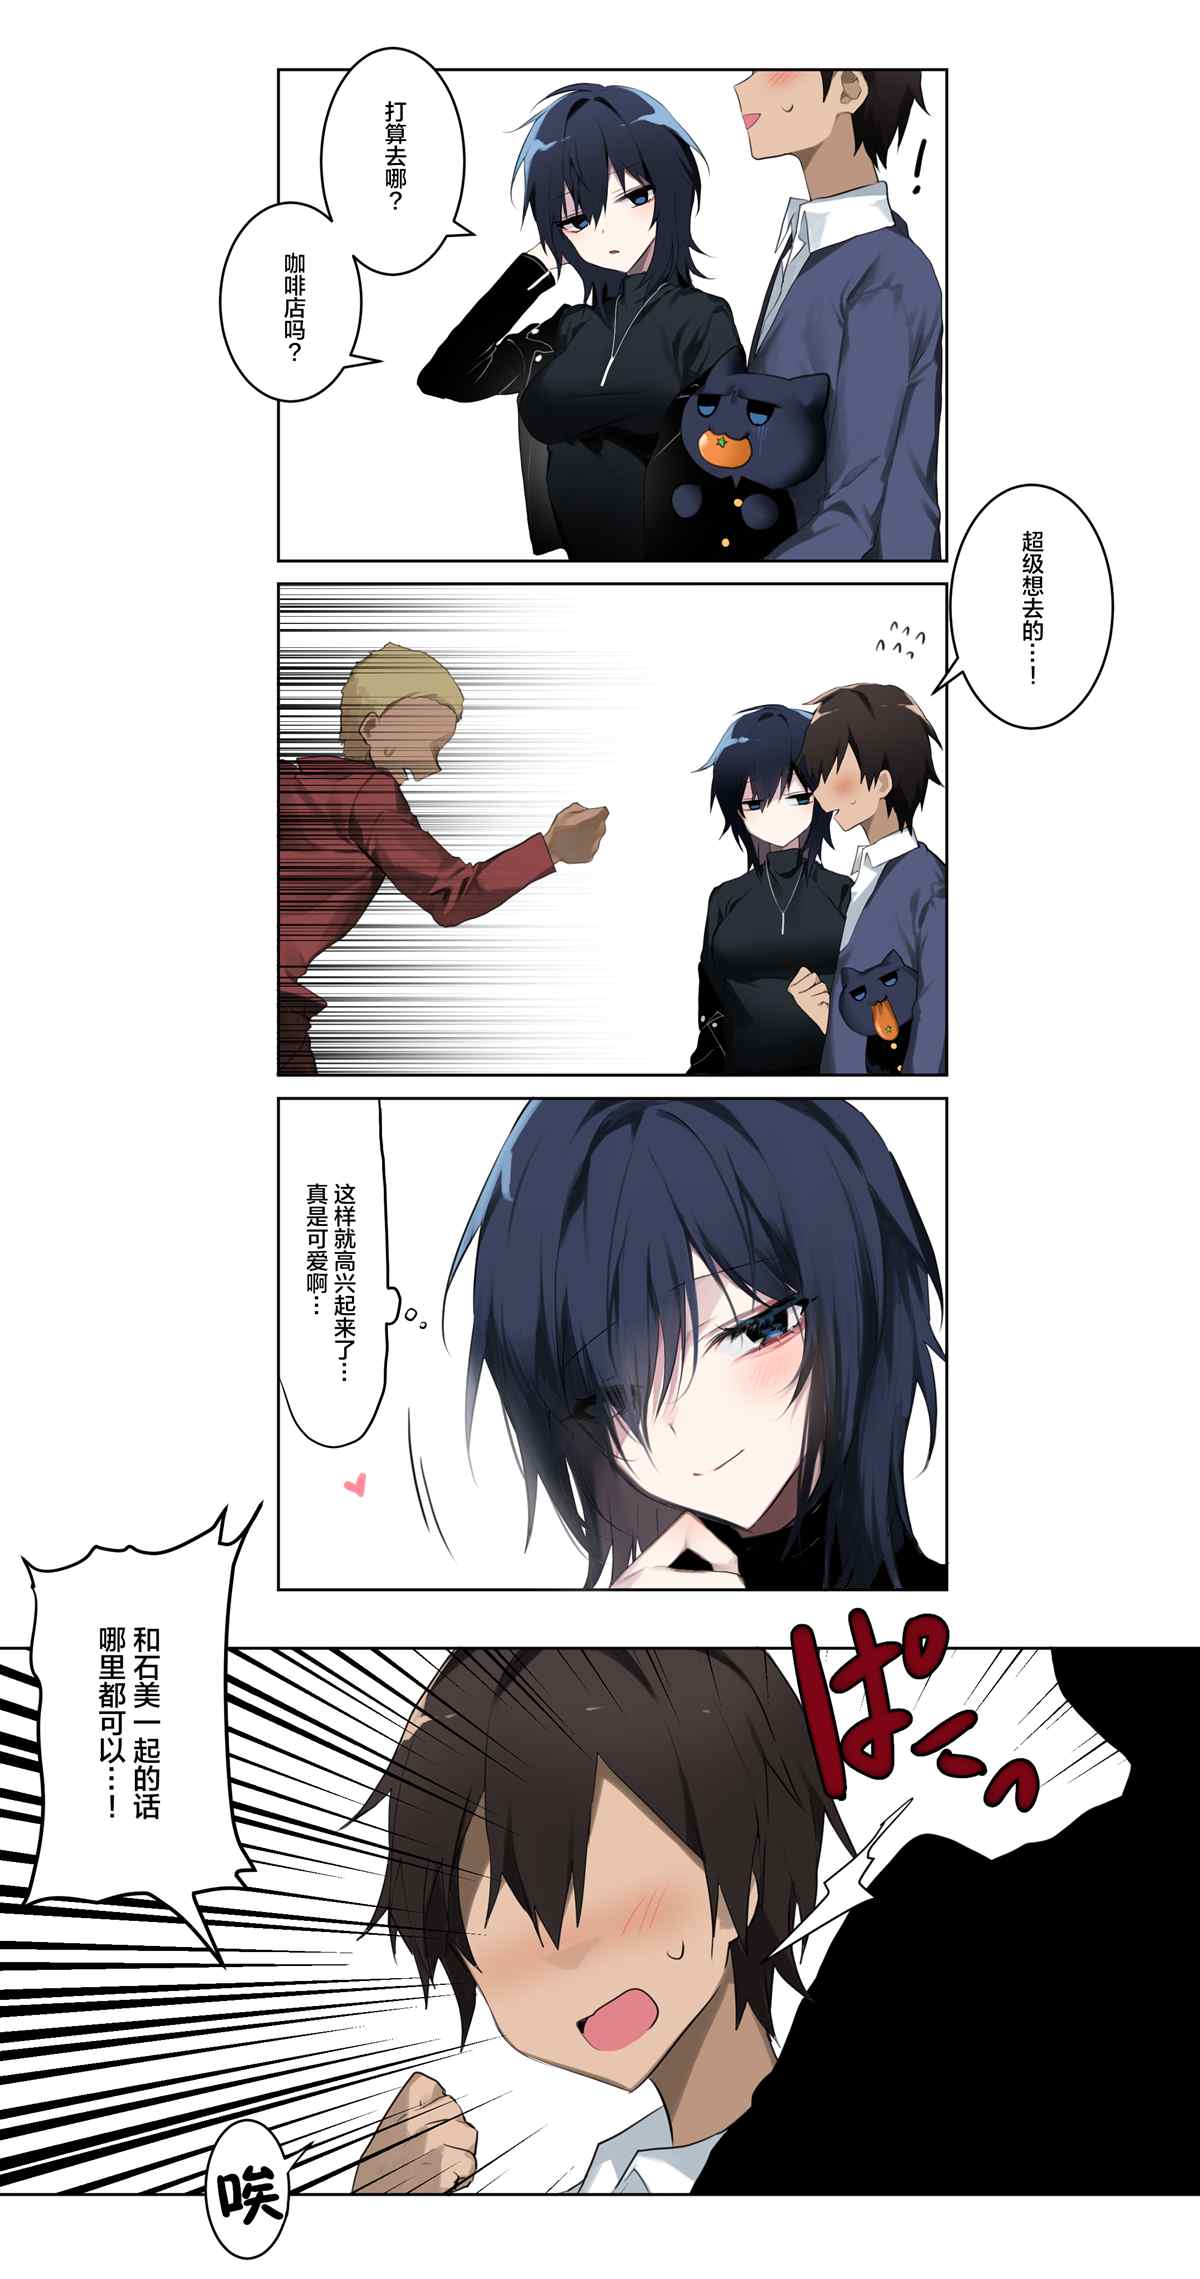 打算去哪？
咖啡店吗？
超级想去的…！
这样就高兴起来了…
真是可爱啊…
ぱーっ
和石美一起的话
哪里都可以…！
唉